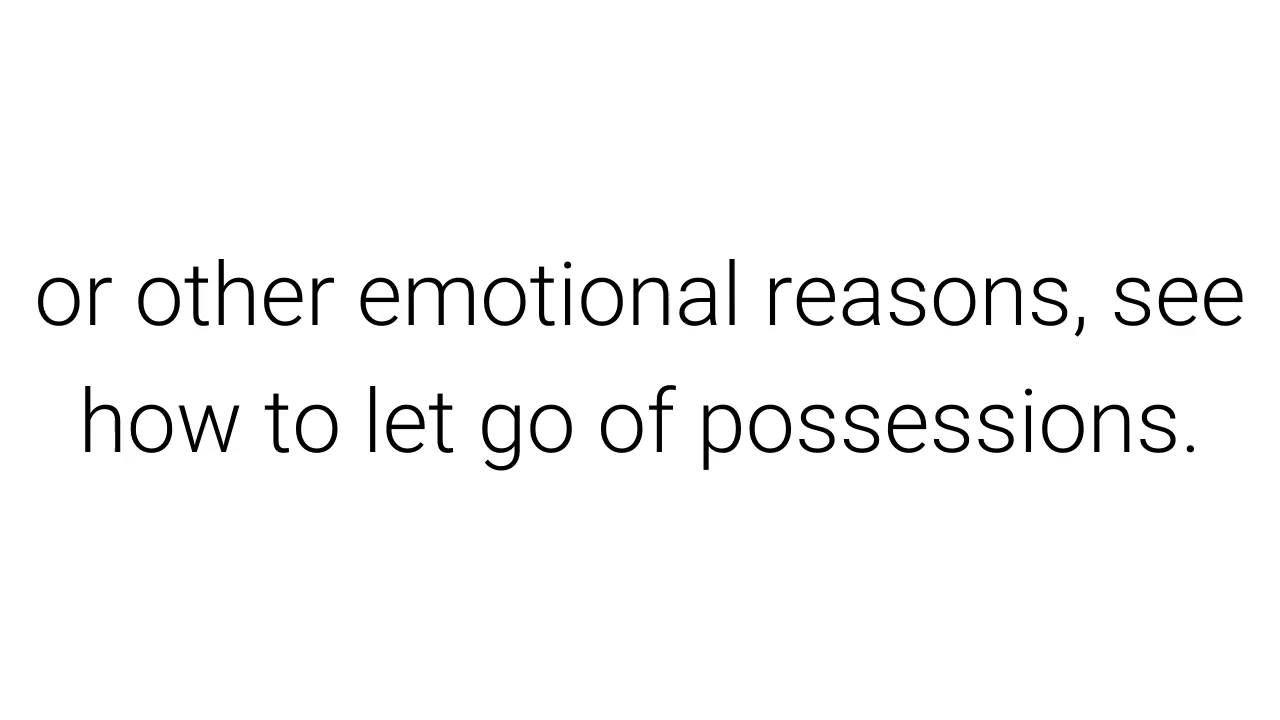 or other emotional reasons, see
how to let go of possessions.